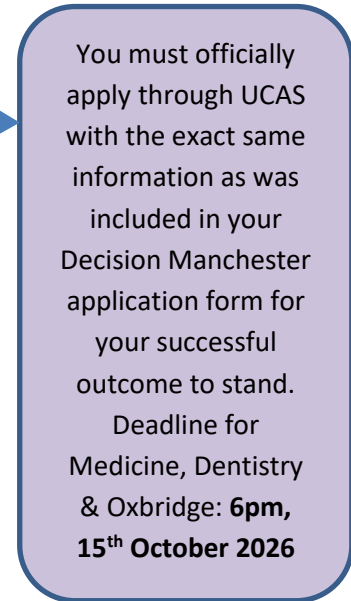 You must officially
apply through UCAS
with the exact same
information as was
included in your
Decision Manchester
application form for
your successful
outcome to stand.
Deadline for
Medicine, Dentistry
& Oxbridge: 6pm,
15th October 2026